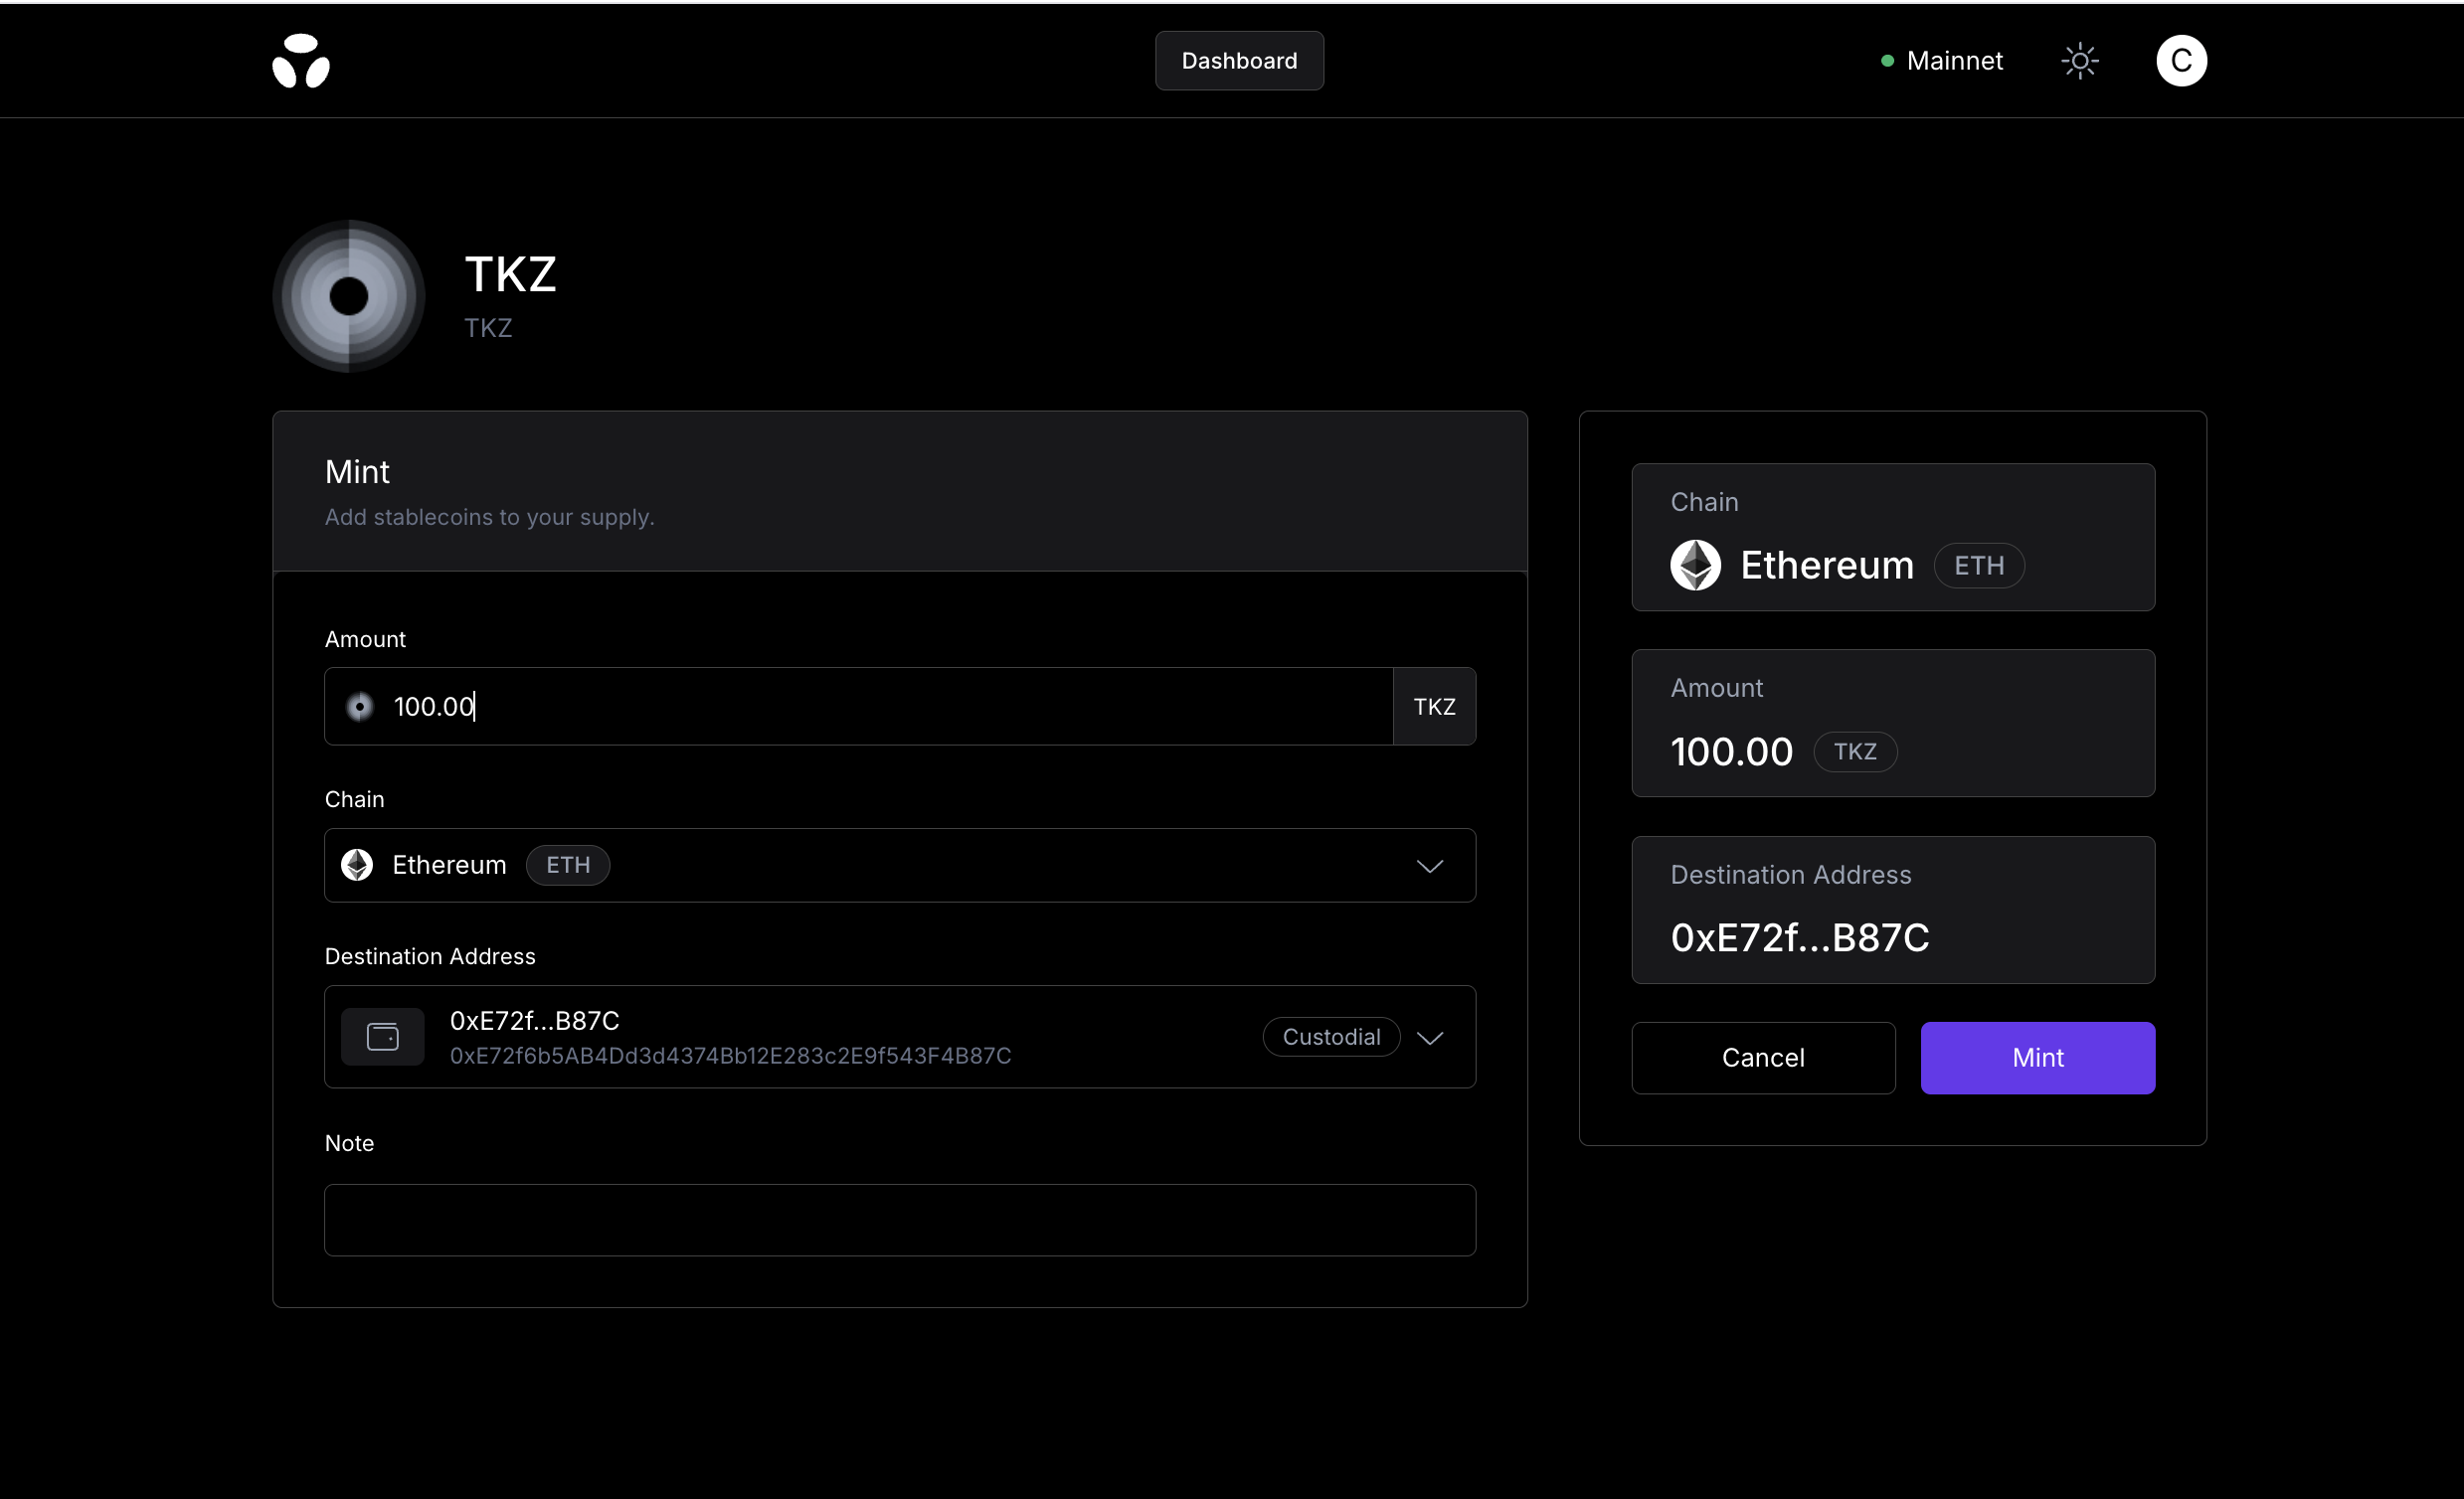 Dashboard
Mainnet
C
TKZ
TKZ
Mint
Add stablecoins to your supply.
Amount
100.00 TKZ
Chain
Ethereum ETH
Destination Address
0xE72f...B87C
0xE72f6b5AB4Dd3d4374Bb12E283c2E9f543F4B87C
Custodial
Note
Chain
Ethereum ETH
Amount
100.00 TKZ
Destination Address
0xE72f...B87C
Cancel Mint